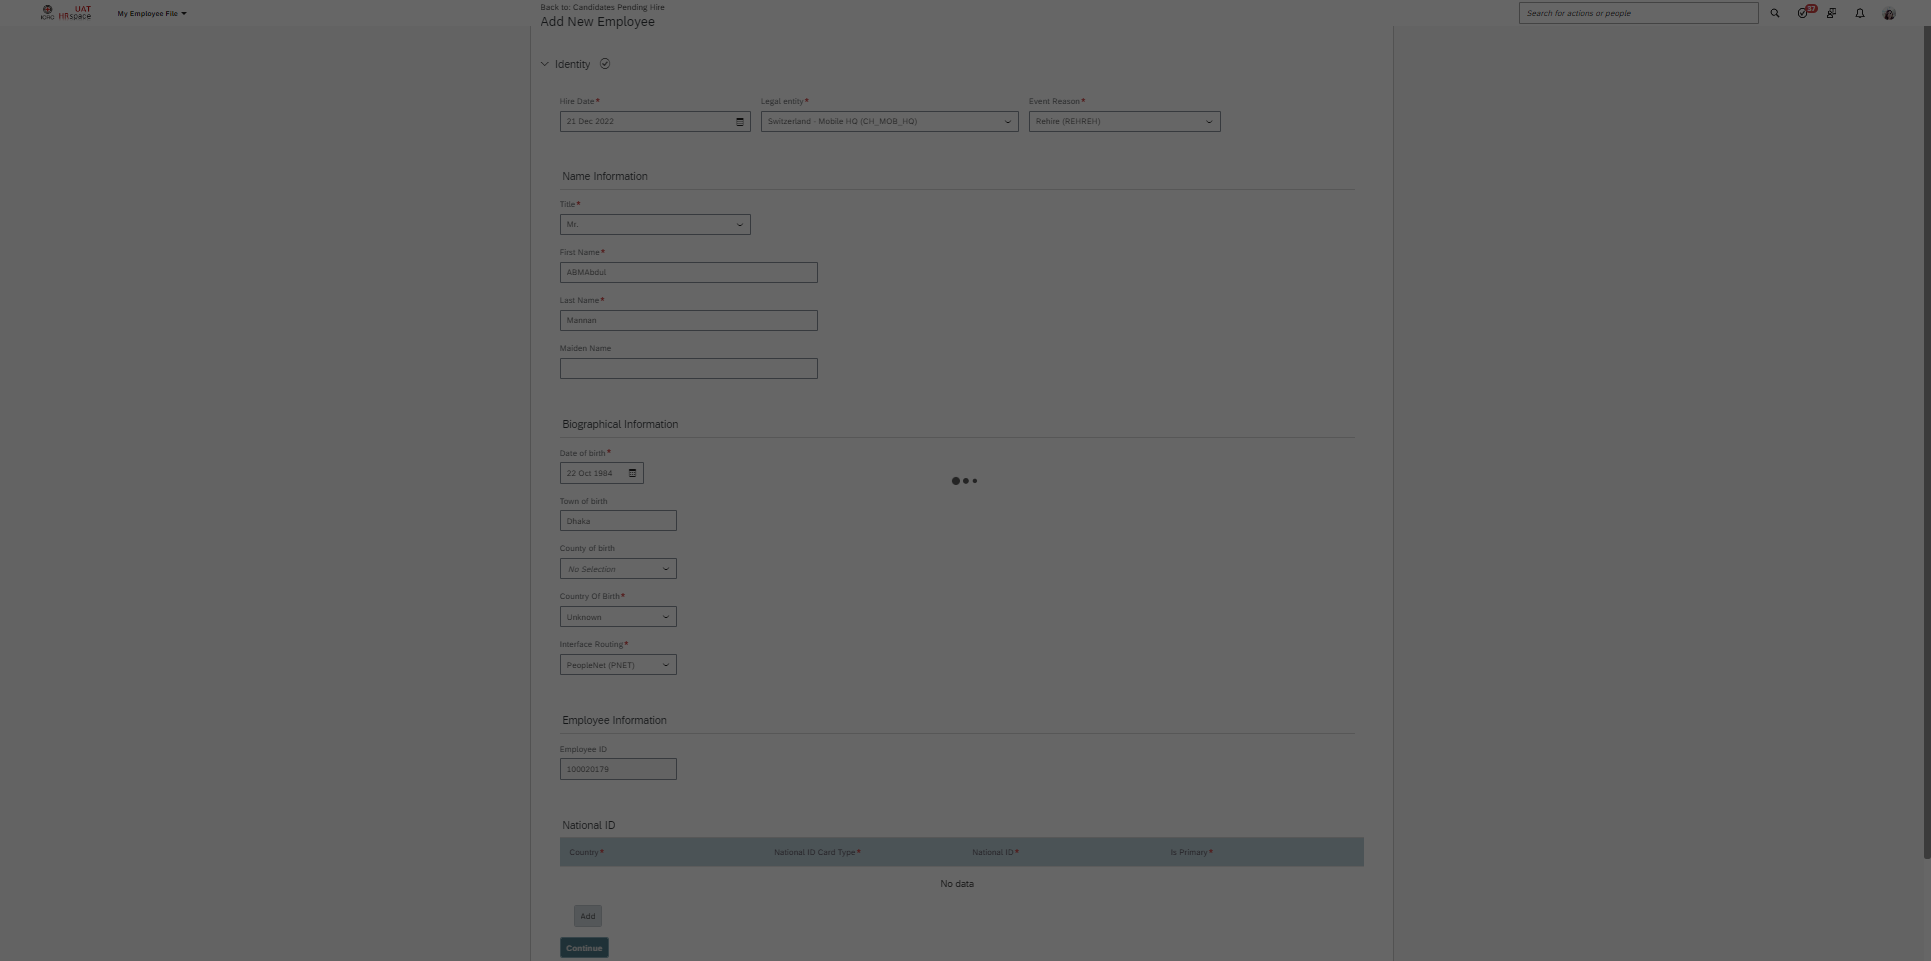 ICRC
UAT
HRspace
My Employee File
Back to: Candidates Pending Hire
Add New Employee
Search for actions or people
37
Identity
Hire Date*
Legal entity*
Event Reason*
21 Dec 2022
Switzerland - Mobile HQ (CH_MOB_HQ)
Rehire (REHREH)
Name Information
Title*
Mr.
First Name*
ABMAbdul
Last Name*
Mannan
Maiden Name
Biographical Information
Date of birth*
22 Oct 1984
Town of birth
Dhaka
County of birth
No Selection
Country Of Birth*
Unknown
Interface Routing*
PeopleNet (PNET)
Employee Information
Employee ID
100020179
National ID
Country*
National ID Card Type*
National ID*
Is Primary*
No data
Add
Continue